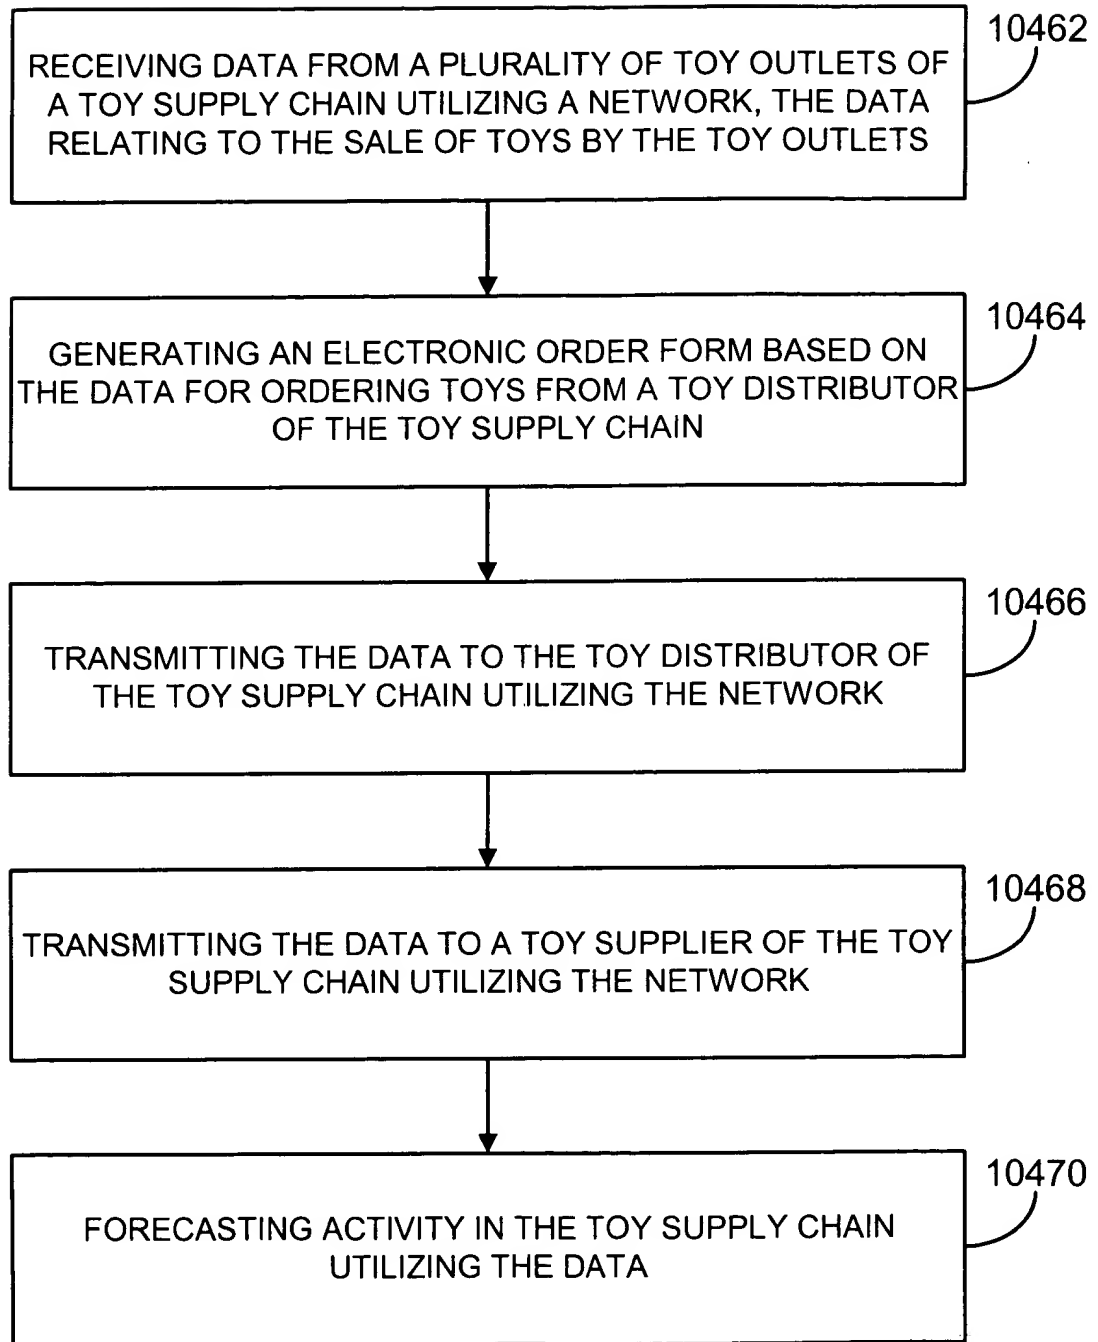 10462
RECEIVING DATA FROM A PLURALITY OF TOY OUTLETS OF
A TOY SUPPLY CHAIN UTILIZING A NETWORK, THE DATA
RELATING TO THE SALE OF TOYS BY THE TOY OUTLETS
10464
GENERATING AN ELECTRONIC ORDER FORM BASED ON
THE DATA FOR ORDERING TOYS FROM A TOY DISTRIBUTOR
OF THE TOY SUPPLY CHAIN
10466
TRANSMITTING THE DATA TO THE TOY DISTRIBUTOR OF
THE TOY SUPPLY CHAIN UTILIZING THE NETWORK
10468
TRANSMITTING THE DATA TO A TOY SUPPLIER OF THE TOY
SUPPLY CHAIN UTILIZING THE NETWORK
10470
FORECASTING ACTIVITY IN THE TOY SUPPLY CHAIN
UTILIZING THE DATA